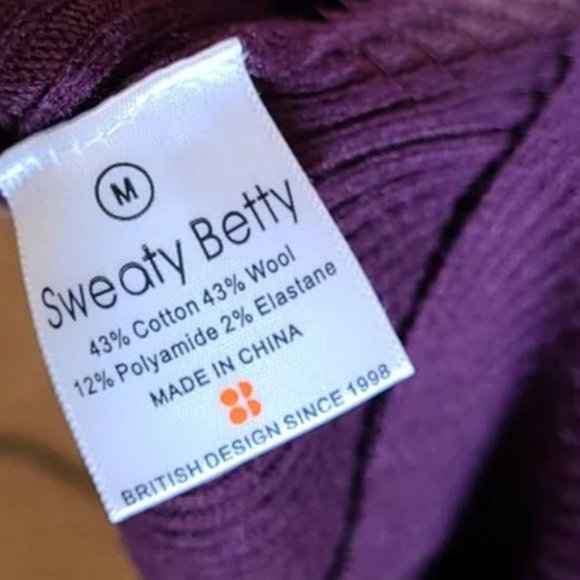 M
Sweaty Betty
43% Cotton 43% Wool
12% Polyamide 2% Elastane
MADE IN CHINA
BRITISH DESIGN SINCE 1998